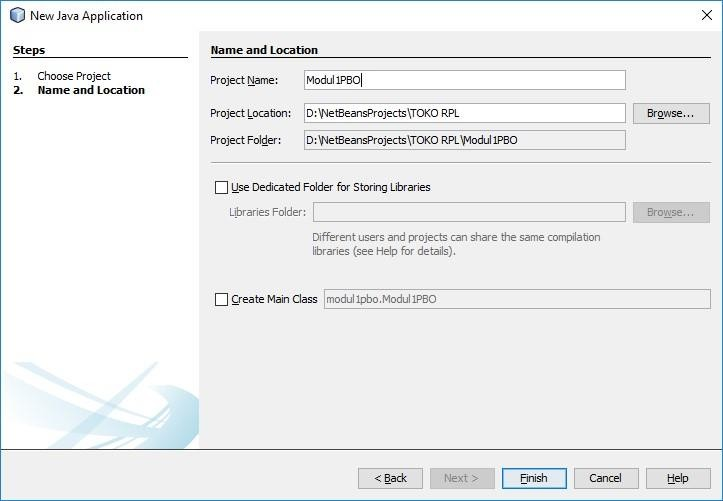 New Java Application
Steps
1. Choose Project
2. Name and Location
Name and Location
Project Name: Modul1PBO
Project Location: D:\NetBeansProjects\TOKO RPL Browse...
Project Folder: D:\NetBeansProjects\TOKO RPL\Modul1PBO
Use Dedicated Folder for Storing Libraries
Libraries Folder: Browse...
Different users and projects can share the same compilation
libraries (see Help for details).
Create Main Class modul1pbo.Modul1PBO
< Back Next > Finish Cancel Help